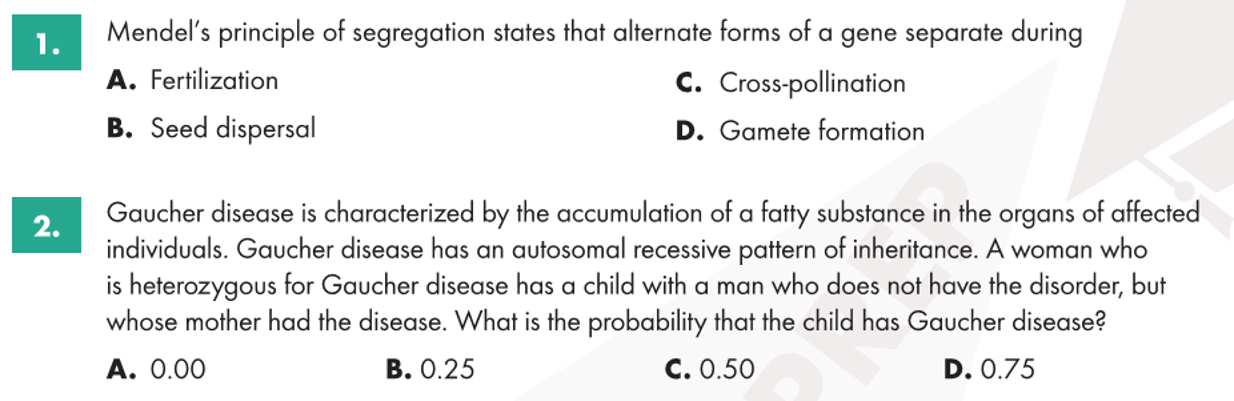 1.
Mendel's principle of segregation states that alternate forms of a gene separate during
A. Fertilization
B. Seed dispersal
C. Cross-pollination
D. Gamete formation
2.
Gaucher disease is characterized by the accumulation of a fatty substance in the organs of affected
individuals. Gaucher disease has an autosomal recessive pattern of inheritance. A woman who
is heterozygous for Gaucher disease has a child with a man who does not have the disorder, but
whose mother had the disease. What is the probability that the child has Gaucher disease?
A. 0.00
B. 0.25
C. 0.50
D. 0.75
PREP